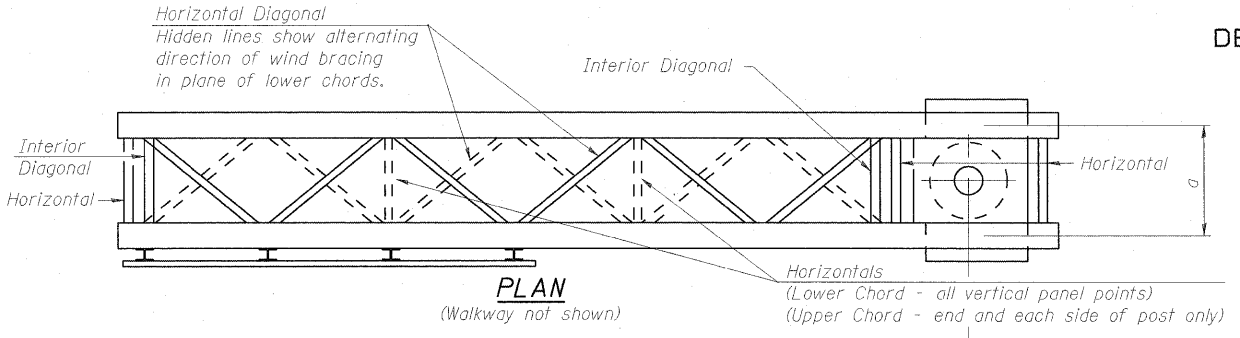 Horizontal Diagonal
Hidden lines show alternating
direction of wind bracing
in plane of lower chords.
DE
Interior Diagonal
Interior
Diagonal
Horizontal
Horizontal
a
Horizontals
(Lower Chord - all vertical panel points)
(Upper Chord - end and each side of post only)
PLAN
(Walkway not shown)